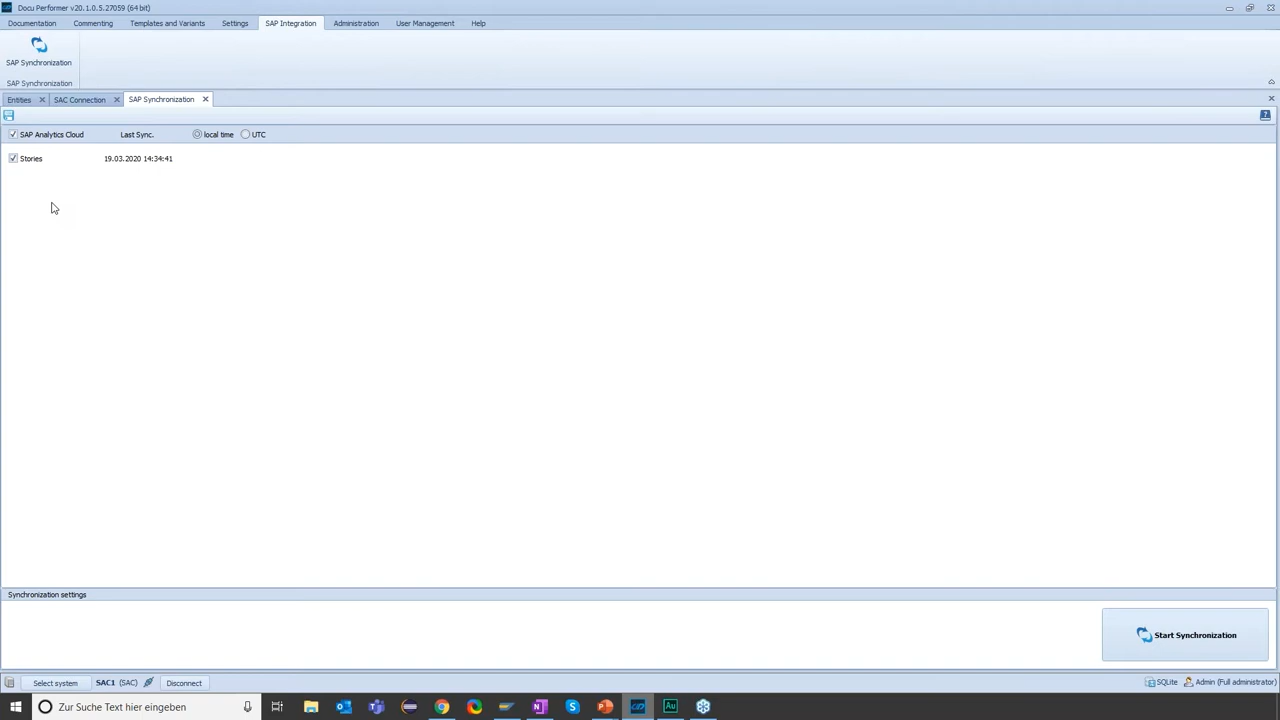 Docu Performer v20.1.0.5.27059 (64 bit)
Documentation Commenting Templates and Variants Settings SAP Integration Administration User Management Help
SAP Synchronization
SAP Synchronization
Entities SAC Connection SAP Synchronization
SAP Analytics Cloud Last Sync. local time UTC
Stories 19.03.2020 14:34:41
Synchronization settings
Start Synchronization
Select system SAC1 (SAC) Disconnect SQLite Admin (Full administrator)
Zur Suche Text hier eingeben